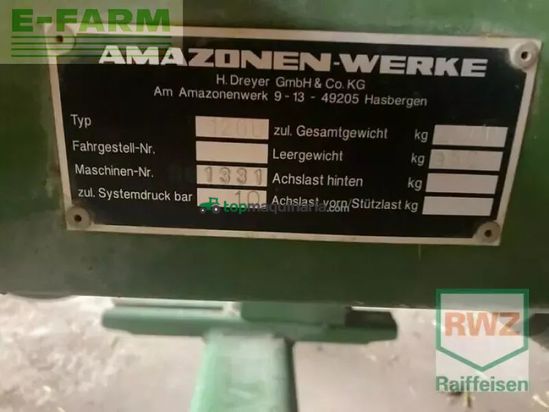 E-FARM
AMAZONEN-WERKE
H. Dreyer GmbH & Co. KG
Am Amazonenwerk 9 - 13 - 49205 Hasbergen
Typ zul. Gesamtgewicht kg
Fahrgestell-Nr. Leergewicht kg
Maschinen-Nr. 1331 Achslast hinten kg
zul. Systemdruck bar 10 Achslast vorn/Stützlast kg
topmaquinaria.com
RWZ
Raiffeisen